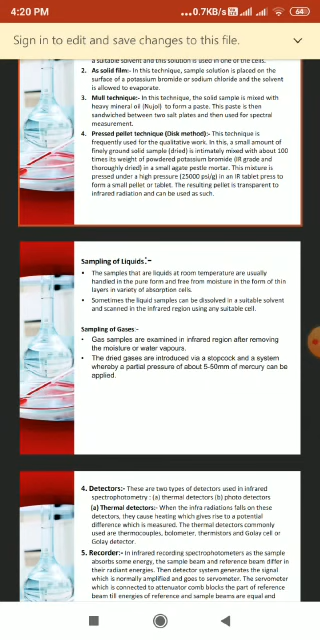 4:20 PM
...0.7KB/s
64
Sign in to edit and save changes to this file.
a suitable solvent and this solution is used in one of the cells.
2. As solid film:- In this technique, sample solution is placed on the
surface of a potassium bromide or sodium chloride and the solvent
is allowed to evaporate.
3. Mull technique:- In this technique, the solid sample is mixed with
heavy mineral oil (Nujol) to form a paste. This paste is then
sandwiched between two salt plates and then used for spectral
measurement.
4. Pressed pellet technique (Disk method):- This technique is
frequently used for the qualitative work. In this, a small amount of
finely ground solid sample (dried) is intimately mixed with about 100
times its weight of powdered potassium bromide (IR grade and
thoroughly dried) in a small agate pestle mortar. This mixture is
pressed under a high pressure (25000 psi/g) in an IR tablet press to
form a small pellet or tablet. The resulting pellet is transparent to
infrared radiation and can be used as such.
Sampling of Liquids:-
• The samples that are liquids at room temperature are usually
handled in the pure form and free from moisture in the form of thin
layers in variety of absorption cells.
• Sometimes the liquid samples can be dissolved in a suitable solvent
and scanned in the infrared region using any suitable cell.
Sampling of Gases:-
• Gas samples are examined in infrared region after removing
the moisture or water vapours.
• The dried gases are introduced via a stopcock and a system
whereby a partial pressure of about 5-50mm of mercury can be
applied.
4. Detectors:- These are two types of detectors used in infrared
spectrophotometry : (a) thermal detectors (b) photo detectors
(a) Thermal detectors:- When the infra radiations falls on these
detectors, they cause heating which gives rise to a potential
difference which is measured. The thermal detectors commonly
used are thermocouples, bolometer, thermistors and Golay cell or
Golay detector.
5. Recorder:- In infrared recording spectrophotometers as the sample
absorbs some energy, the sample beam and reference beam differ in
their radiant energies. Then detector system generates the signal
which is normally amplified and goes to servometer. The servometer
which is connected to attenuator comb blocks the part of reference
beam till energies of reference and sample beams are equal and